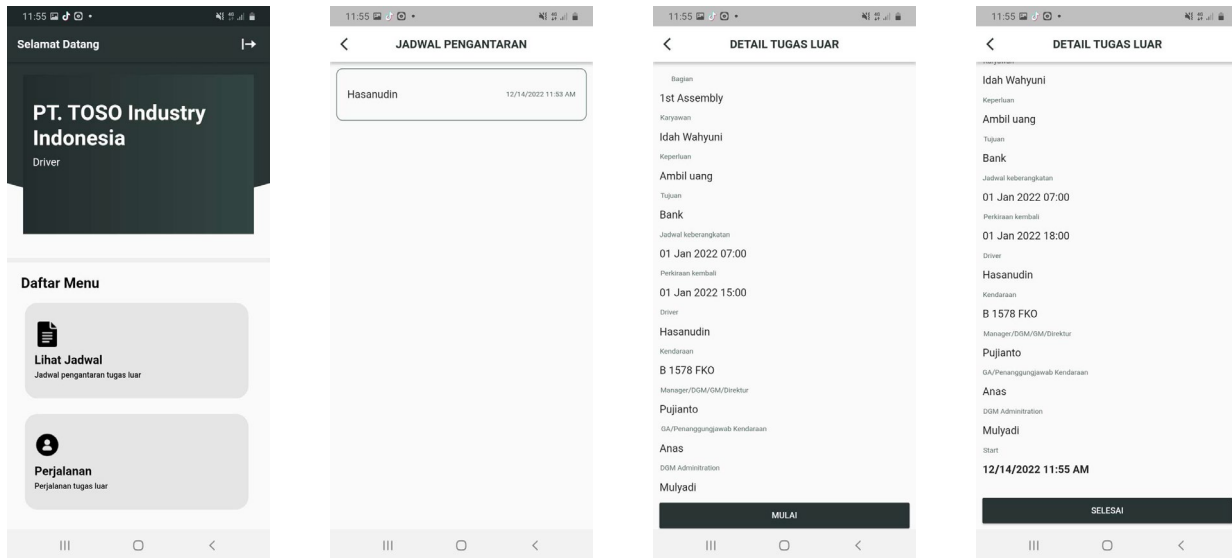 11:55
Selamat Datang
PT. TOSO Industry
Indonesia
Driver
Daftar Menu
Lihat Jadwal
Jadwal pengantaran tugas luar
Perjalanan
Perjalanan tugas luar
11:55
JADWAL PENGANTARAN
Hasanudin 12/14/2022 11:53 AM
11:55
DETAIL TUGAS LUAR
Bagian
1st Assembly
Karyawan
Idah Wahyuni
Keperluan
Ambil uang
Tujuan
Bank
Jadwal keberangkatan
01 Jan 2022 07:00
Perkiraan kembali
01 Jan 2022 15:00
Driver
Hasanudin
Kendaraan
B 1578 FKO
Manager/DGM/GM/Direktur
Pujianto
GA/Penanggungjawab Kendaraan
Anas
DGM Adminitration
Mulyadi
MULAI
11:55
DETAIL TUGAS LUAR
Idah Wahyuni
Keperluan
Ambil uang
Tujuan
Bank
Jadwal keberangkatan
01 Jan 2022 07:00
Perkiraan kembali
01 Jan 2022 18:00
Driver
Hasanudin
Kendaraan
B 1578 FKO
Manager/DGM/GM/Direktur
Pujianto
GA/Penanggungjawab Kendaraan
Anas
DGM Adminitration
Mulyadi
Start
12/14/2022 11:55 AM
SELESAI